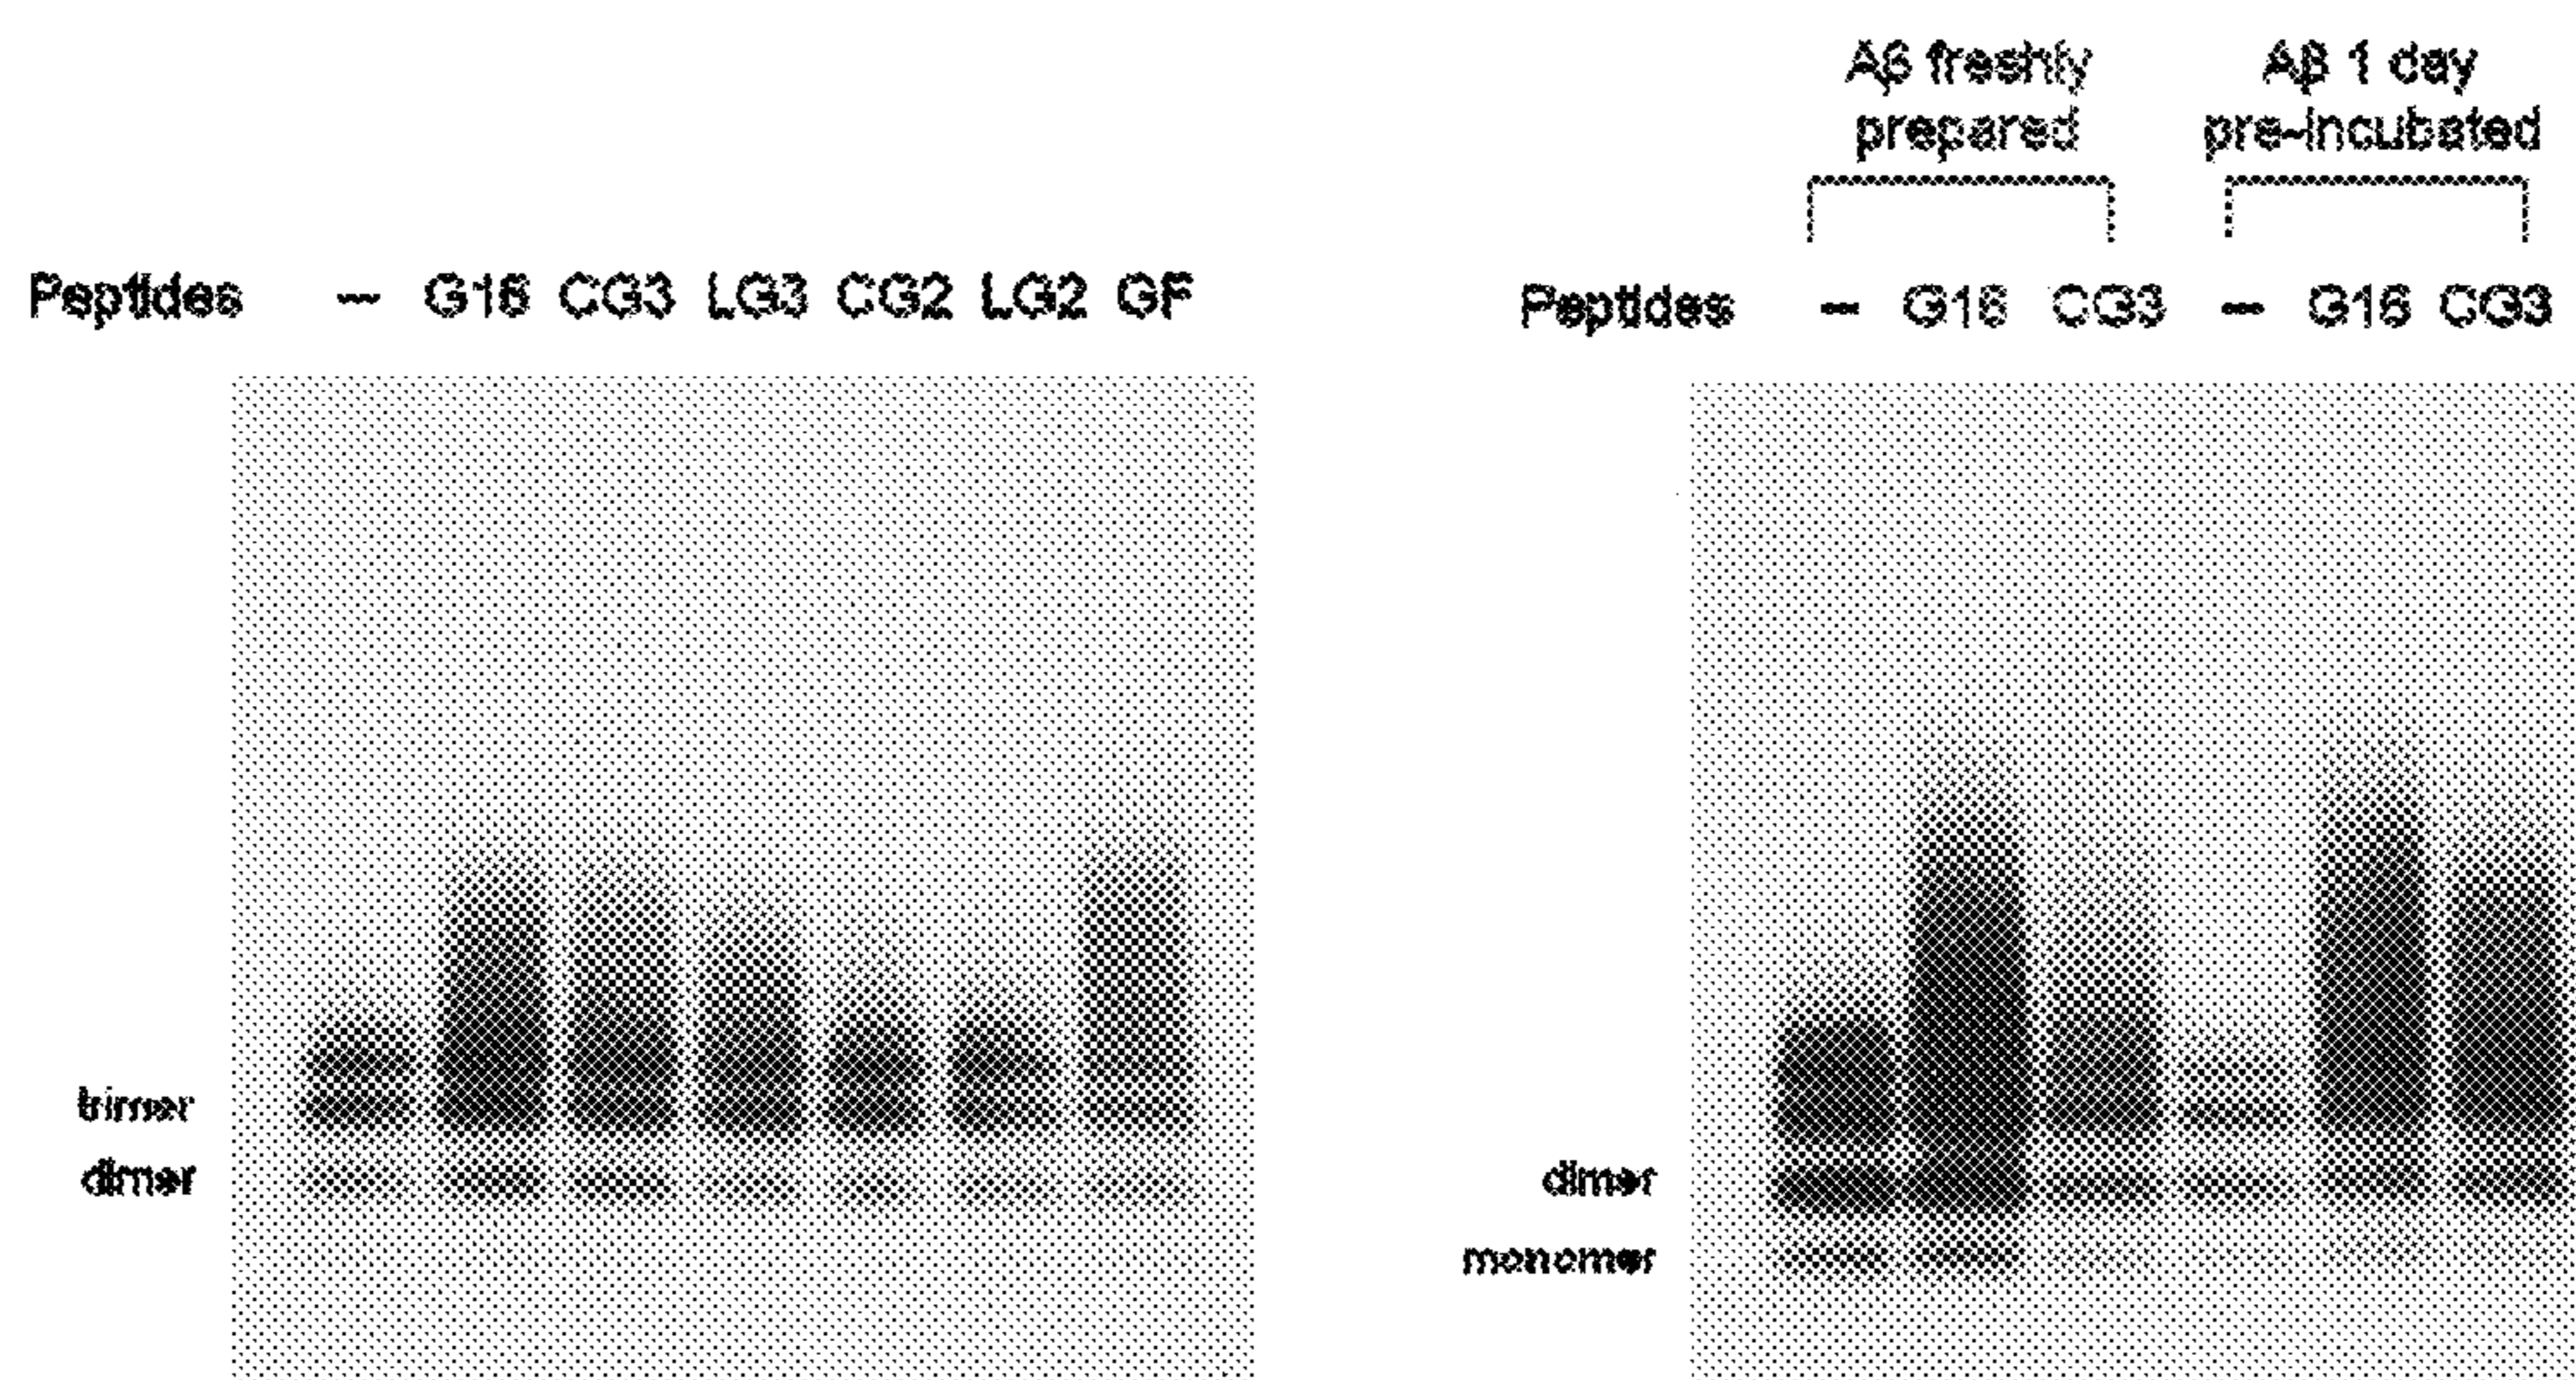 Peptides -- G16 CG3 LG3 CG2 LG2 GF
trimer
dimer
Aβ freshly
prepared
Aβ 1 day
pre-incubated
Peptides -- G16 CG3 -- G16 CG3
dimer
monomer